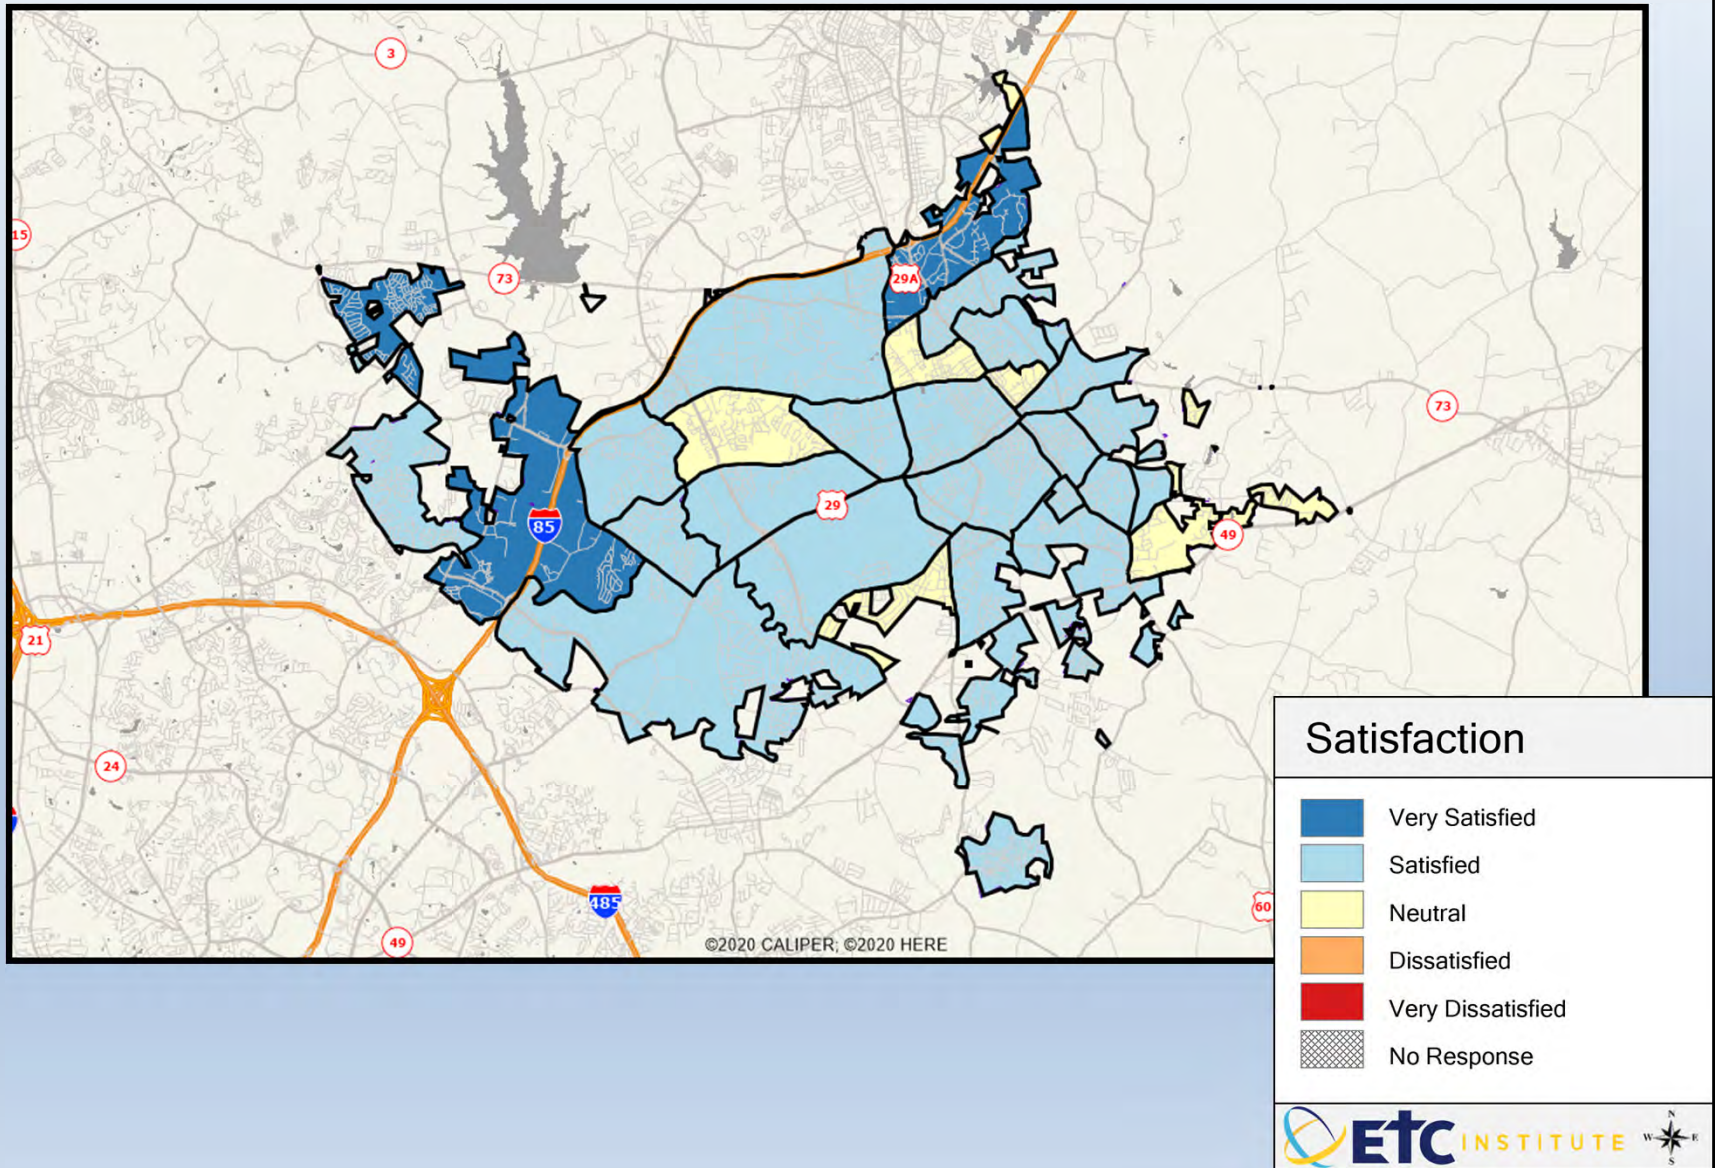 3
15
73
29A
73
29
85
49
21
24
485
60
49
©2020 CALIPER; ©2020 HERE
Satisfaction
Very Satisfied
Satisfied
Neutral
Dissatisfied
Very Dissatisfied
No Response
ETC INSTITUTE
N
W E
S